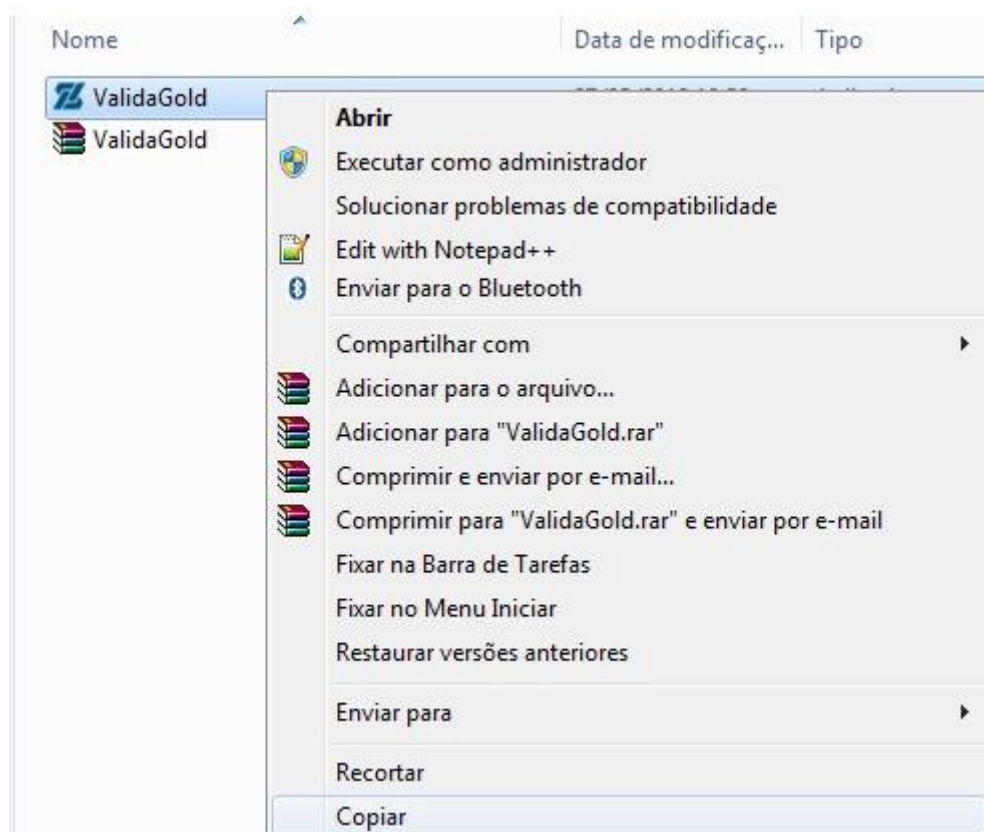 Nome Data de modificaç... Tipo
ValidaGold
ValidaGold
Abrir
Executar como administrador
Solucionar problemas de compatibilidade
Edit with Notepad++
Enviar para o Bluetooth
Compartilhar com
Adicionar para o arquivo...
Adicionar para "ValidaGold.rar"
Comprimir e enviar por e-mail...
Comprimir para "ValidaGold.rar" e enviar por e-mail
Fixar na Barra de Tarefas
Fixar no Menu Iniciar
Restaurar versões anteriores
Enviar para
Recortar
Copiar